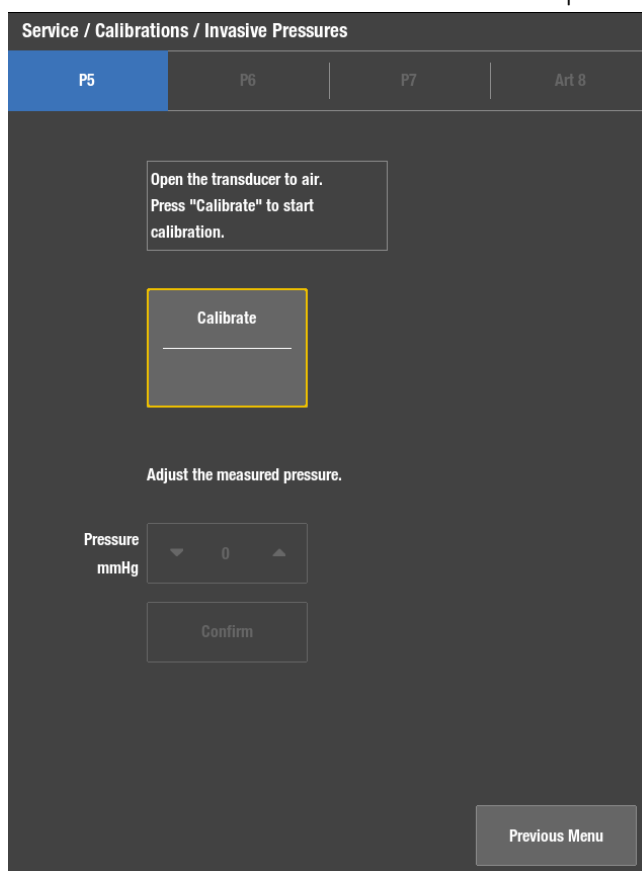 Service / Calibrations / Invasive Pressures
P5 P6 P7 Art 8
Open the transducer to air.
Press "Calibrate" to start
calibration.
Calibrate
Adjust the measured pressure.
Pressure
mmHg
0
Confirm
Previous Menu